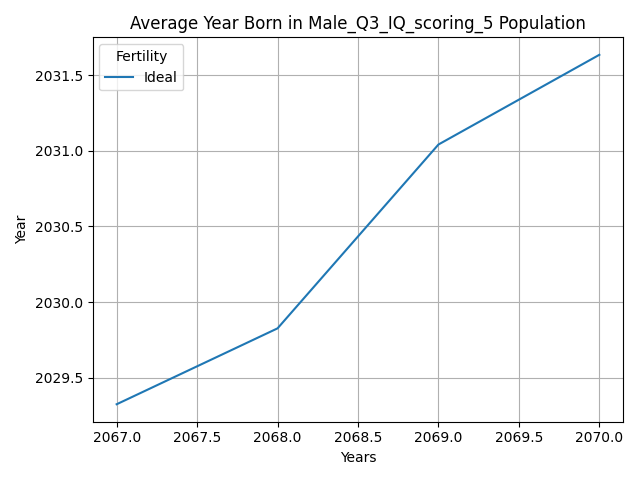 Average Year Born in Male_Q3_IQ_scoring_5 Population
Fertility
Ideal
2031.5
2031.0
2030.5
2030.0
2029.5
Year
2067.0 2067.5 2068.0 2068.5 2069.0 2069.5 2070.0
Years